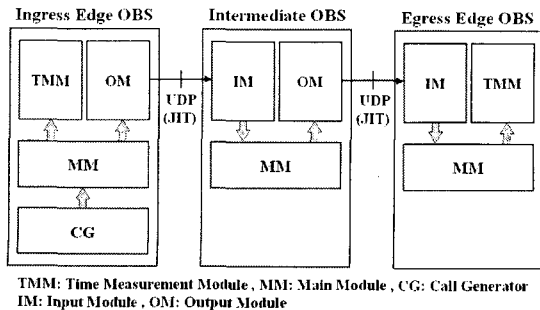 Ingress Edge OBS
Intermediate OBS
Egress Edge OBS
TMM
OM
IM
OM
IM
TMM
UDP
(JIT)
UDP
(JIT)
MM
MM
MM
CG
TMM: Time Measurement Module , MM: Main Module , CG: Call Generator
IM: Input Module , OM: Output Module